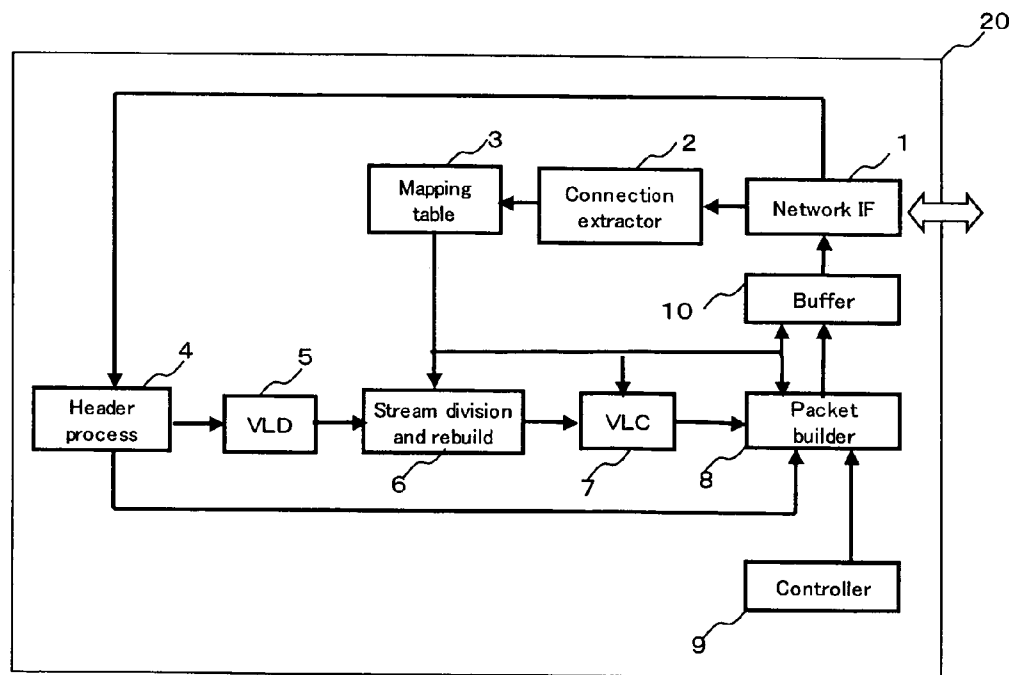 20
3
2
1
Mapping
table
Connection
extractor
Network IF
10
Buffer
4
5
Header
process
VLD
Stream division
and rebuild
VLC
Packet
builder
6
7
8
Controller
9